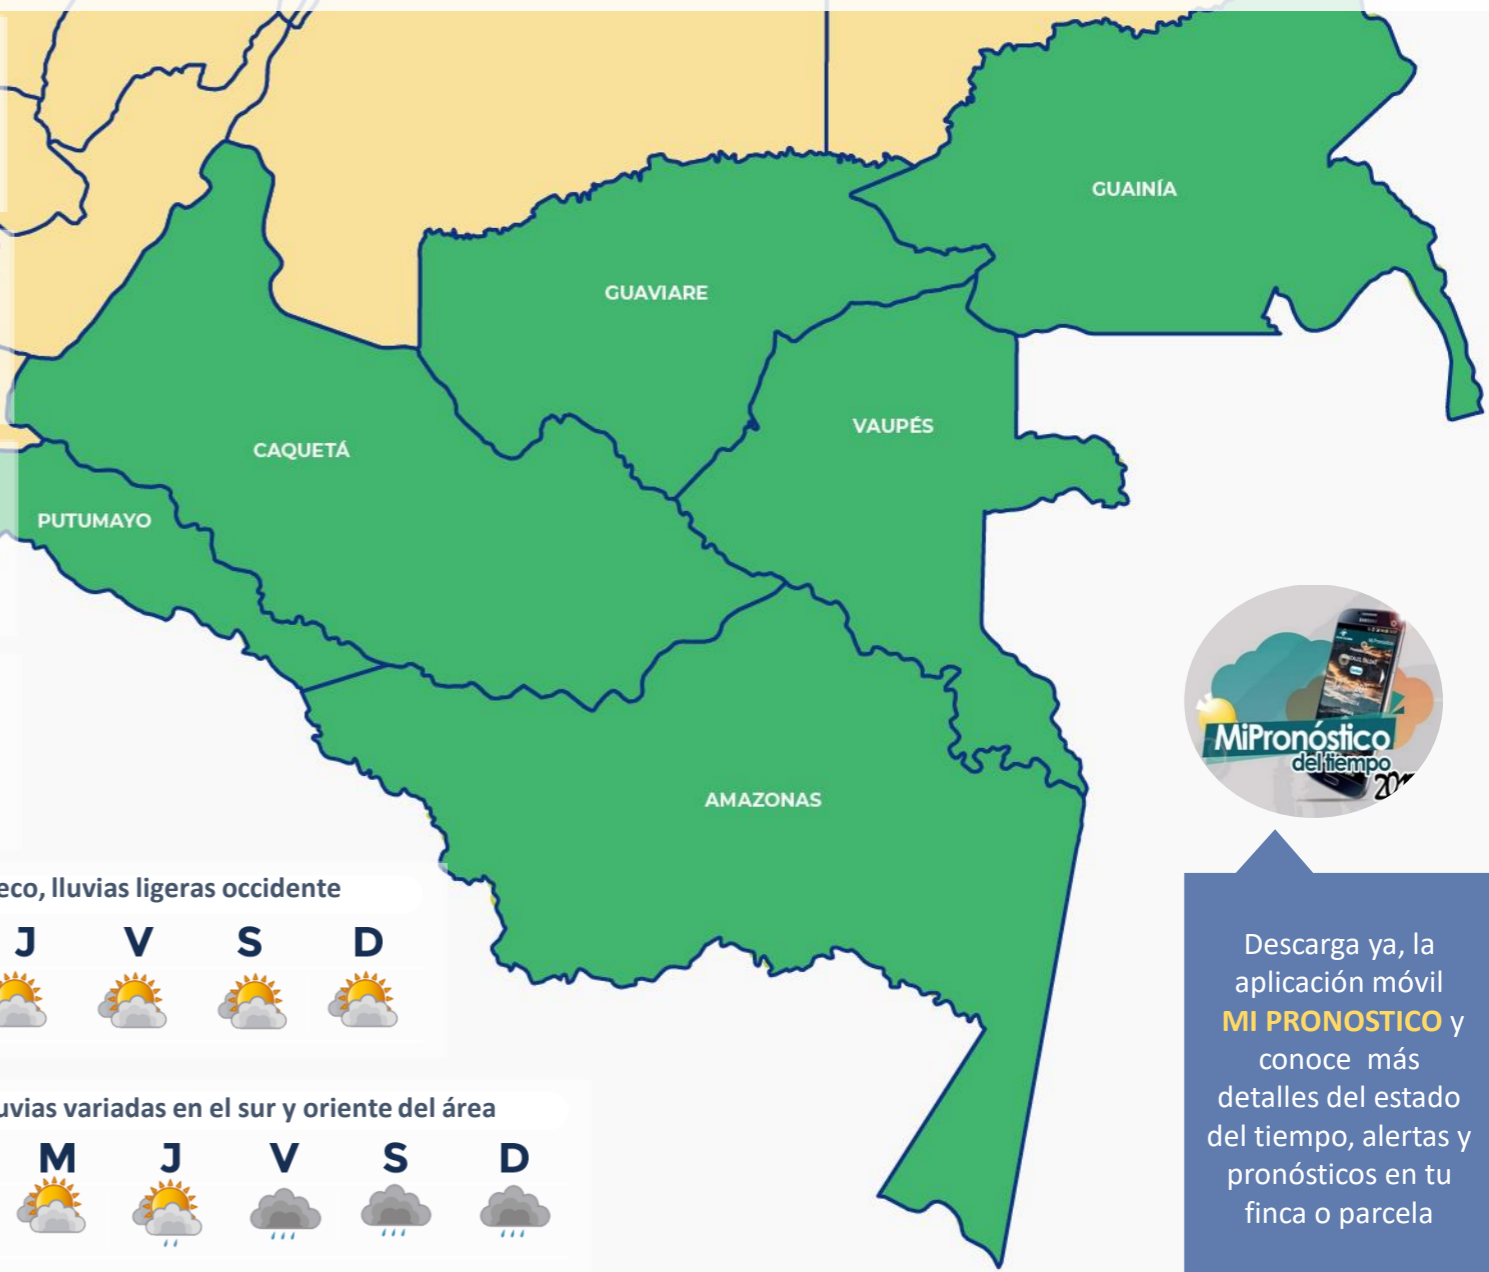 GUAINÍA
GUAVIARE
VAUPÉS
CAQUETÁ
PUTUMAYO
AMAZONAS
MiPronóstico
del tiempo
eco, lluvias ligeras occidente
J V S D
uvias variadas en el sur y oriente del área
M J V S D
Descarga ya, la
aplicación móvil
MI PRONOSTICO y
conoce más
detalles del estado
del tiempo, alertas y
pronósticos en tu
finca o parcela